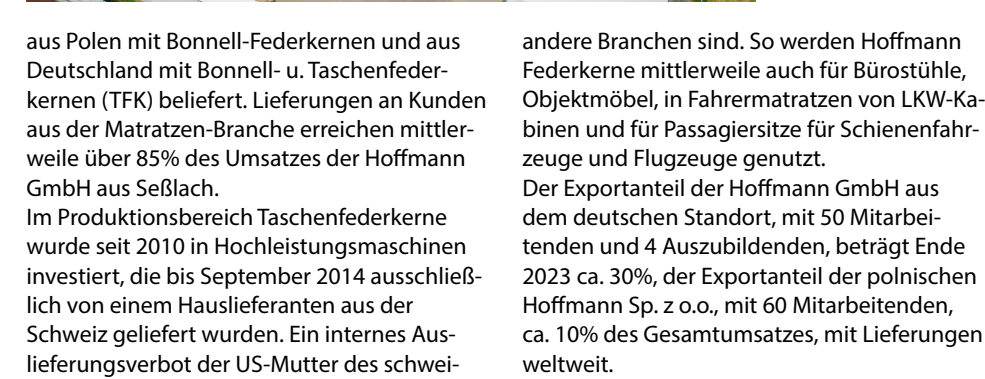 aus Polen mit Bonnell-Federkernen und aus
Deutschland mit Bonnell- u. Taschenfeder-
kernen (TFK) beliefert. Lieferungen an Kunden
aus der Matratzen-Branche erreichen mittler-
weile über 85% des Umsatzes der Hoffmann
GmbH aus Seßlach.
Im Produktionsbereich Taschenfederkerne
wurde seit 2010 in Hochleistungsmaschinen
investiert, die bis September 2014 ausschließ-
lich von einem Hauslieferanten aus der
Schweiz geliefert wurden. Ein internes Aus-
lieferungsverbot der US-Mutter des schwei-
andere Branchen sind. So werden Hoffmann
Federkerne mittlerweile auch für Bürostühle,
Objektmöbel, in Fahrermatratzen von LKW-Ka-
binen und für Passagiersitze für Schienenfahr-
zeuge und Flugzeuge genutzt.
Der Exportanteil der Hoffmann GmbH aus
dem deutschen Standort, mit 50 Mitarbei-
tenden und 4 Auszubildenden, beträgt Ende
2023 ca. 30%, der Exportanteil der polnischen
Hoffmann Sp. z o.o., mit 60 Mitarbeitenden,
ca. 10% des Gesamtumsatzes, mit Lieferungen
weltweit.